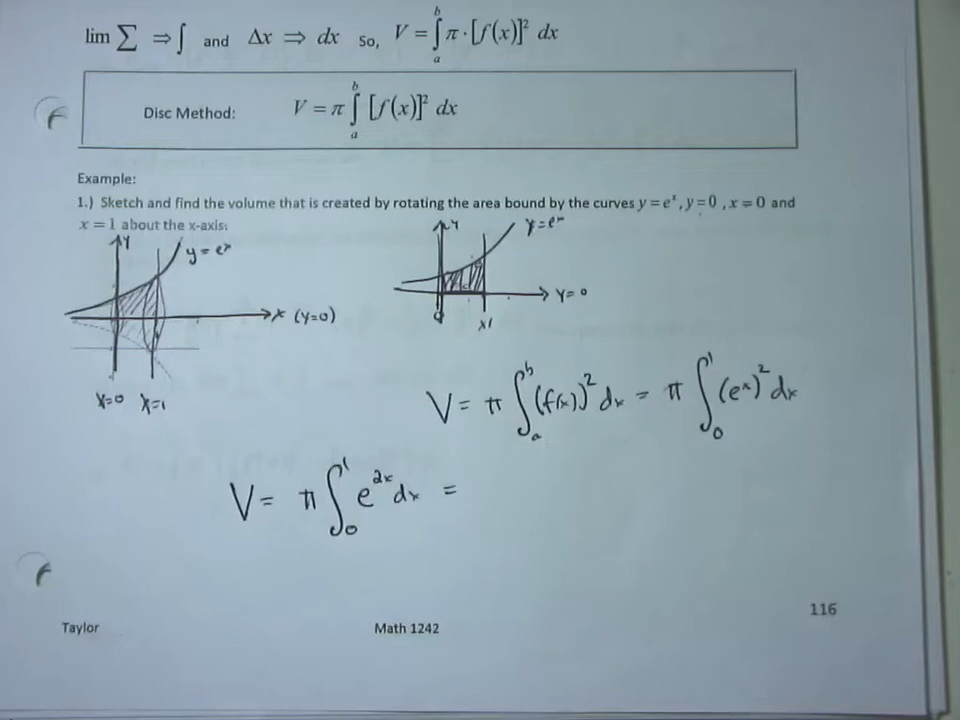 lim ∑ ⇒ ∫ and Δx ⇒ dx So, V = ∫ₐᵇ π · [f(x)]² dx
Disc Method: V = π ∫ₐᵇ [f(x)]² dx
Example:
1.) Sketch and find the volume that is created by rotating the area bound by the curves y = eˣ, y = 0 , x = 0 and
x = 1 about the x-axis.
y y = eˣ
x (y=0)
x=0 x=1
y y = eˣ
y = 0
0 x1
V = π ∫ₐᵇ (f(x))² dx = π ∫₀¹ (eˣ)² dx
V = π ∫₀¹ e²ˣ dx =
116
Taylor Math 1242